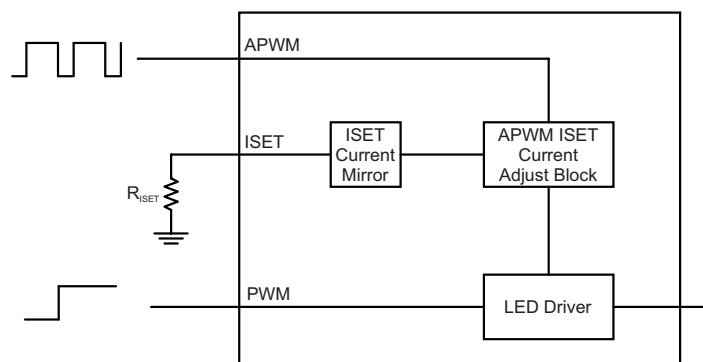 APWM
ISET
ISET
Current
Mirror
APWM ISET
Current
Adjust Block
RISET
PWM
LED Driver